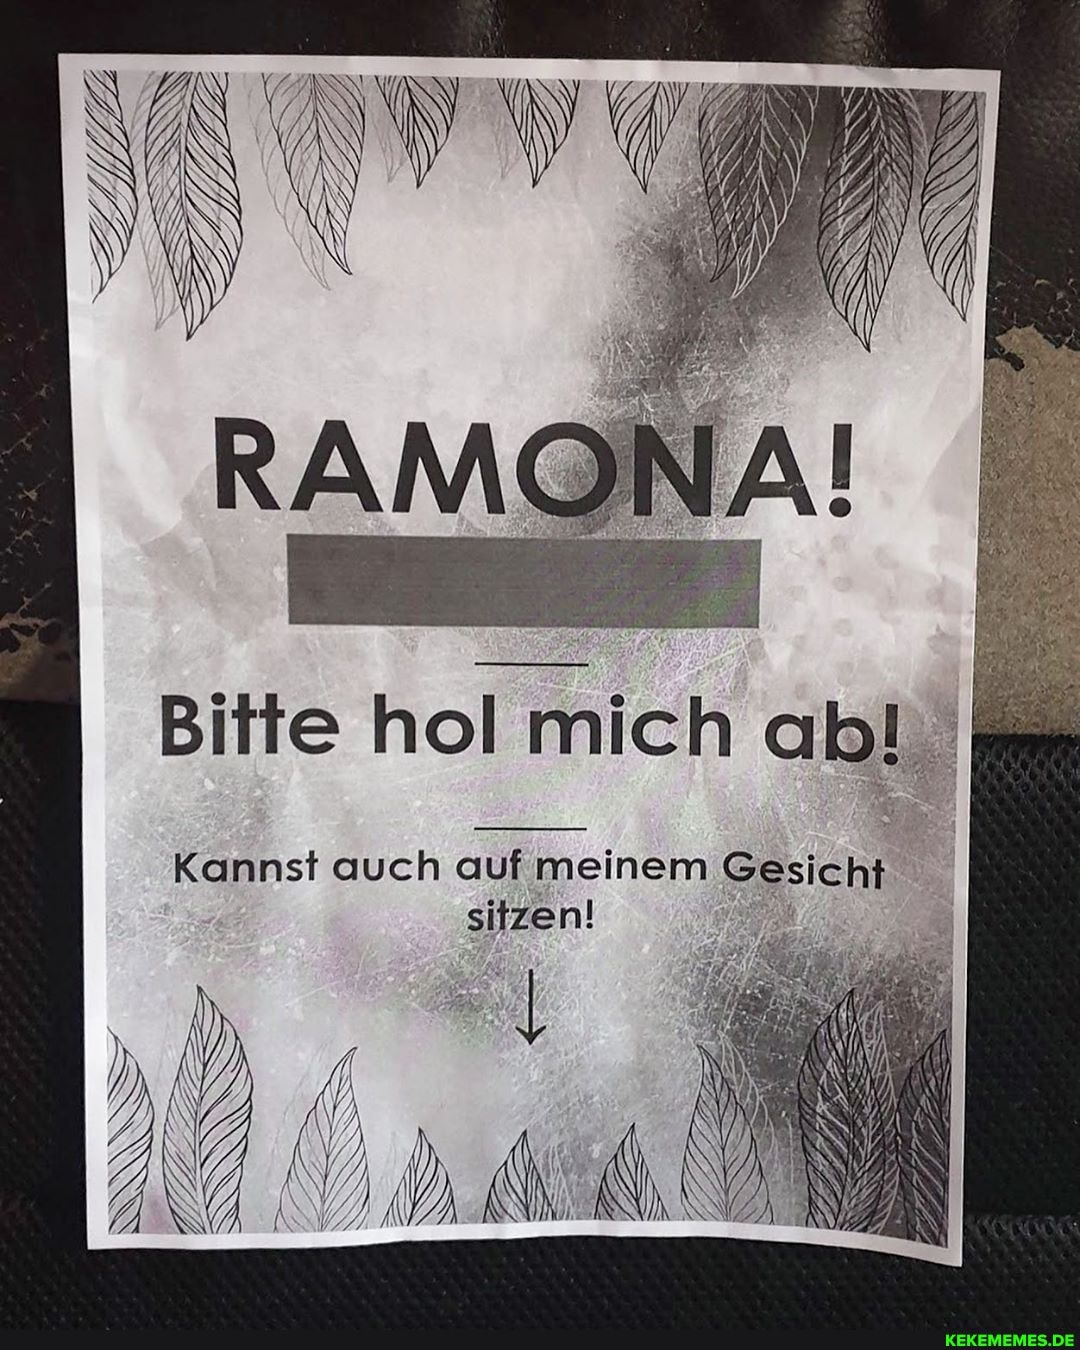 RAMONA!
Bitte hol mich ab!
Kannst auch auf meinem Gesicht
sitzen!
KEKEMEMES.DE